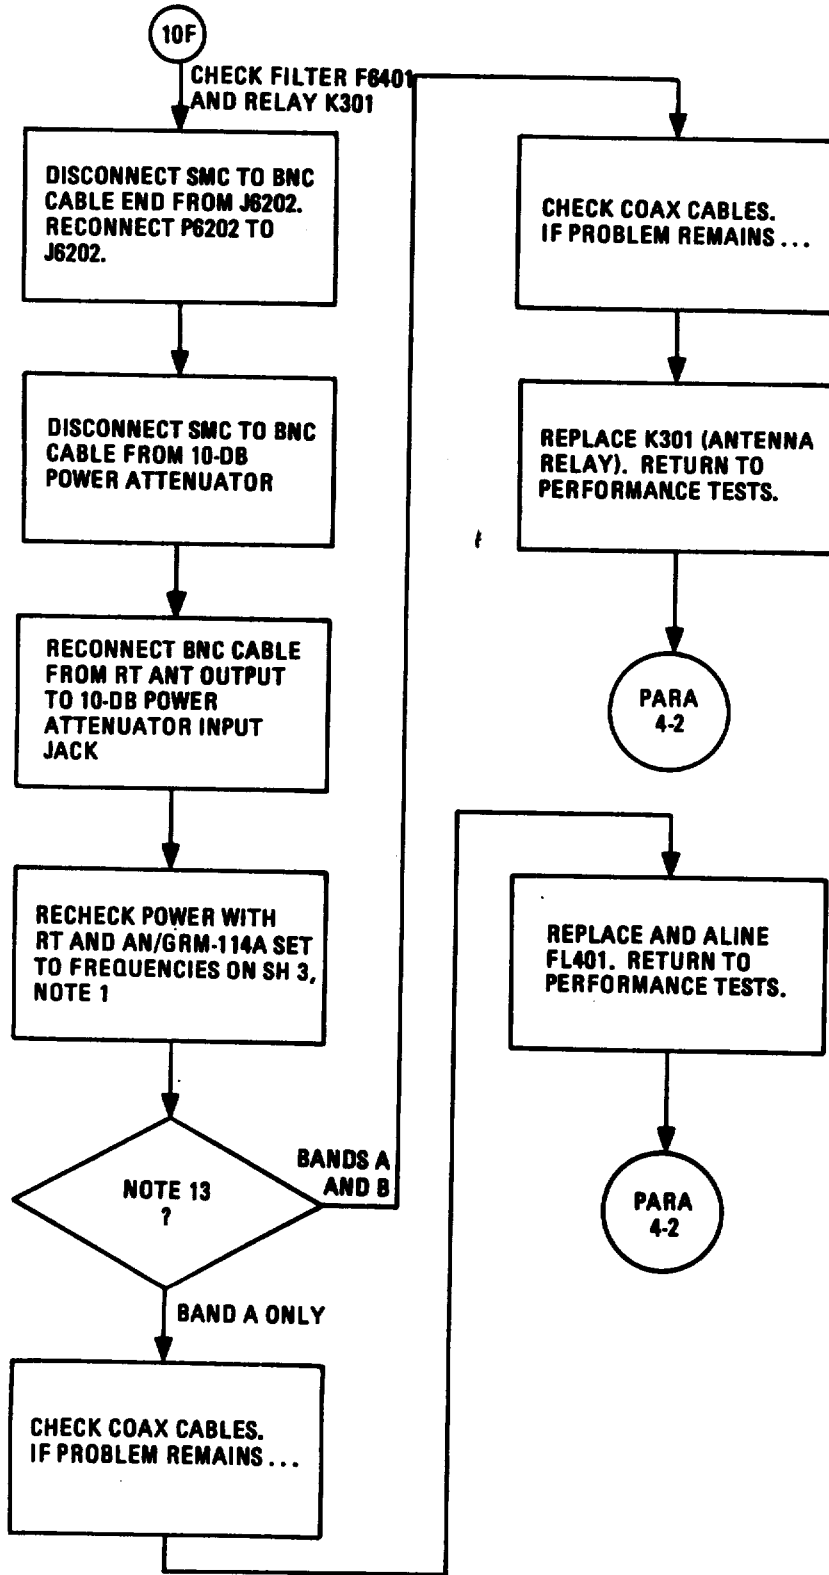 10F
CHECK FILTER F6401
AND RELAY K301
DISCONNECT SMC TO BNC
CABLE END FROM J6202.
RECONNECT P6202 TO
J6202.
DISCONNECT SMC TO BNC
CABLE FROM 10-DB
POWER ATTENUATOR
RECONNECT BNC CABLE
FROM RT ANT OUTPUT
TO 10-DB POWER
ATTENUATOR INPUT
JACK
RECHECK POWER WITH
RT AND AN/GRM-114A SET
TO FREQUENCIES ON SH 3,
NOTE 1
NOTE 13
?
BANDS A
AND B
BAND A ONLY
CHECK COAX CABLES.
IF PROBLEM REMAINS...
CHECK COAX CABLES.
IF PROBLEM REMAINS...
REPLACE K301 (ANTENNA
RELAY). RETURN TO
PERFORMANCE TESTS.
PARA
4-2
REPLACE AND ALINE
FL401. RETURN TO
PERFORMANCE TESTS.
PARA
4-2